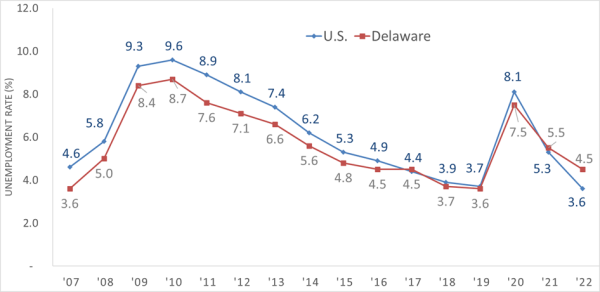 12.0
10.0
8.0
6.0
4.0
2.0
-
UNEMPLOYMENT RATE (%)
U.S. Delaware
4.6 5.8 9.3 9.6 8.9 8.1 7.4 6.2 5.3 4.9 4.4 3.9 3.7 8.1 5.3 3.6
3.6 5.0 8.4 8.7 7.6 7.1 6.6 5.6 4.8 4.5 4.5 3.7 3.6 7.5 5.5 4.5
'07 '08 '09 '10 '11 '12 '13 '14 '15 '16 '17 '18 '19 '20 '21 '22